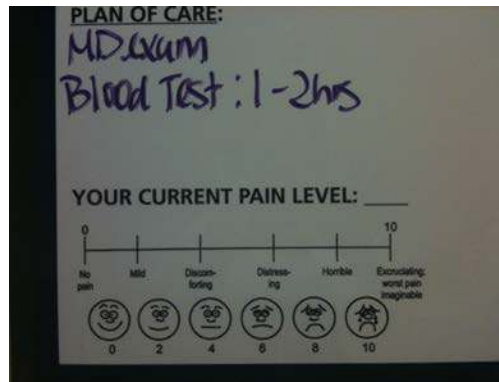 PLAN OF CARE:
MD.exam
Blood Test: 1-2hrs
YOUR CURRENT PAIN LEVEL: ____
0 10
No pain
Mild
Discom-
forting
Distress-
ing
Horrible
Excruciating:
worst pain
imaginable
0 2 4 6 8 10